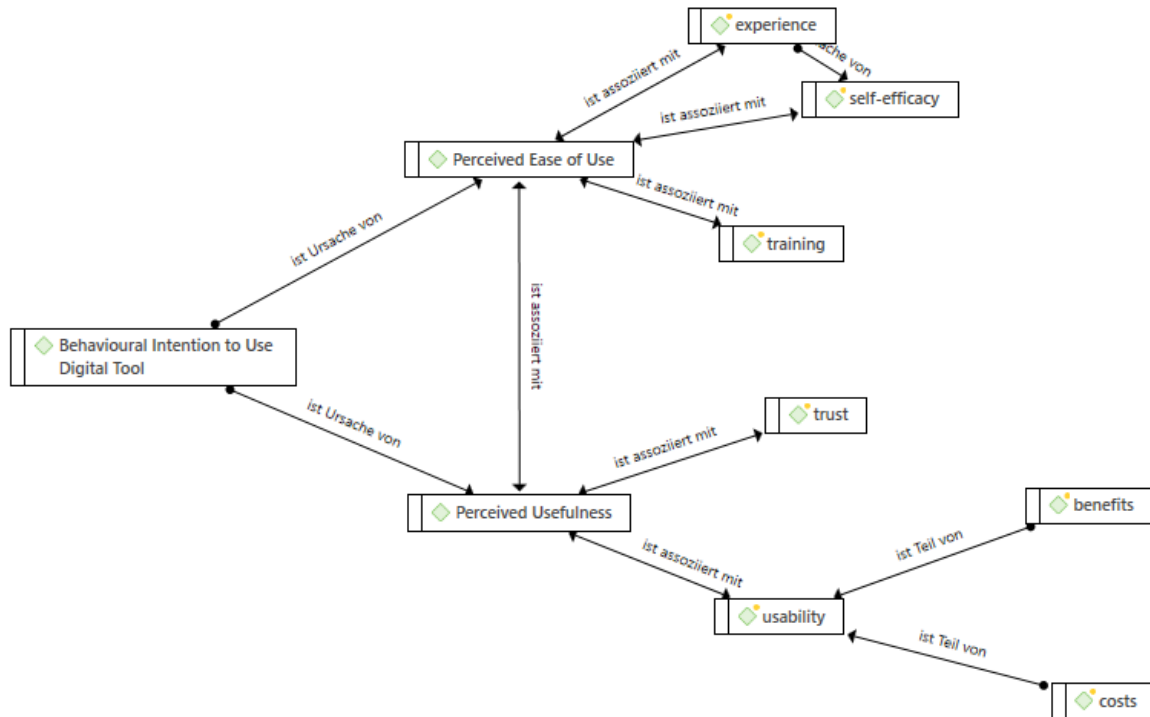 experience
ist assoziiert mit
von
self-efficacy
ist assoziiert mit
Perceived Ease of Use
ist assoziiert mit
training
ist Ursache von
ist assoziiert mit
Behavioural Intention to Use
Digital Tool
ist Ursache von
trust
ist assoziiert mit
Perceived Usefulness
benefits
ist assoziiert mit
ist Teil von
usability
ist Teil von
costs